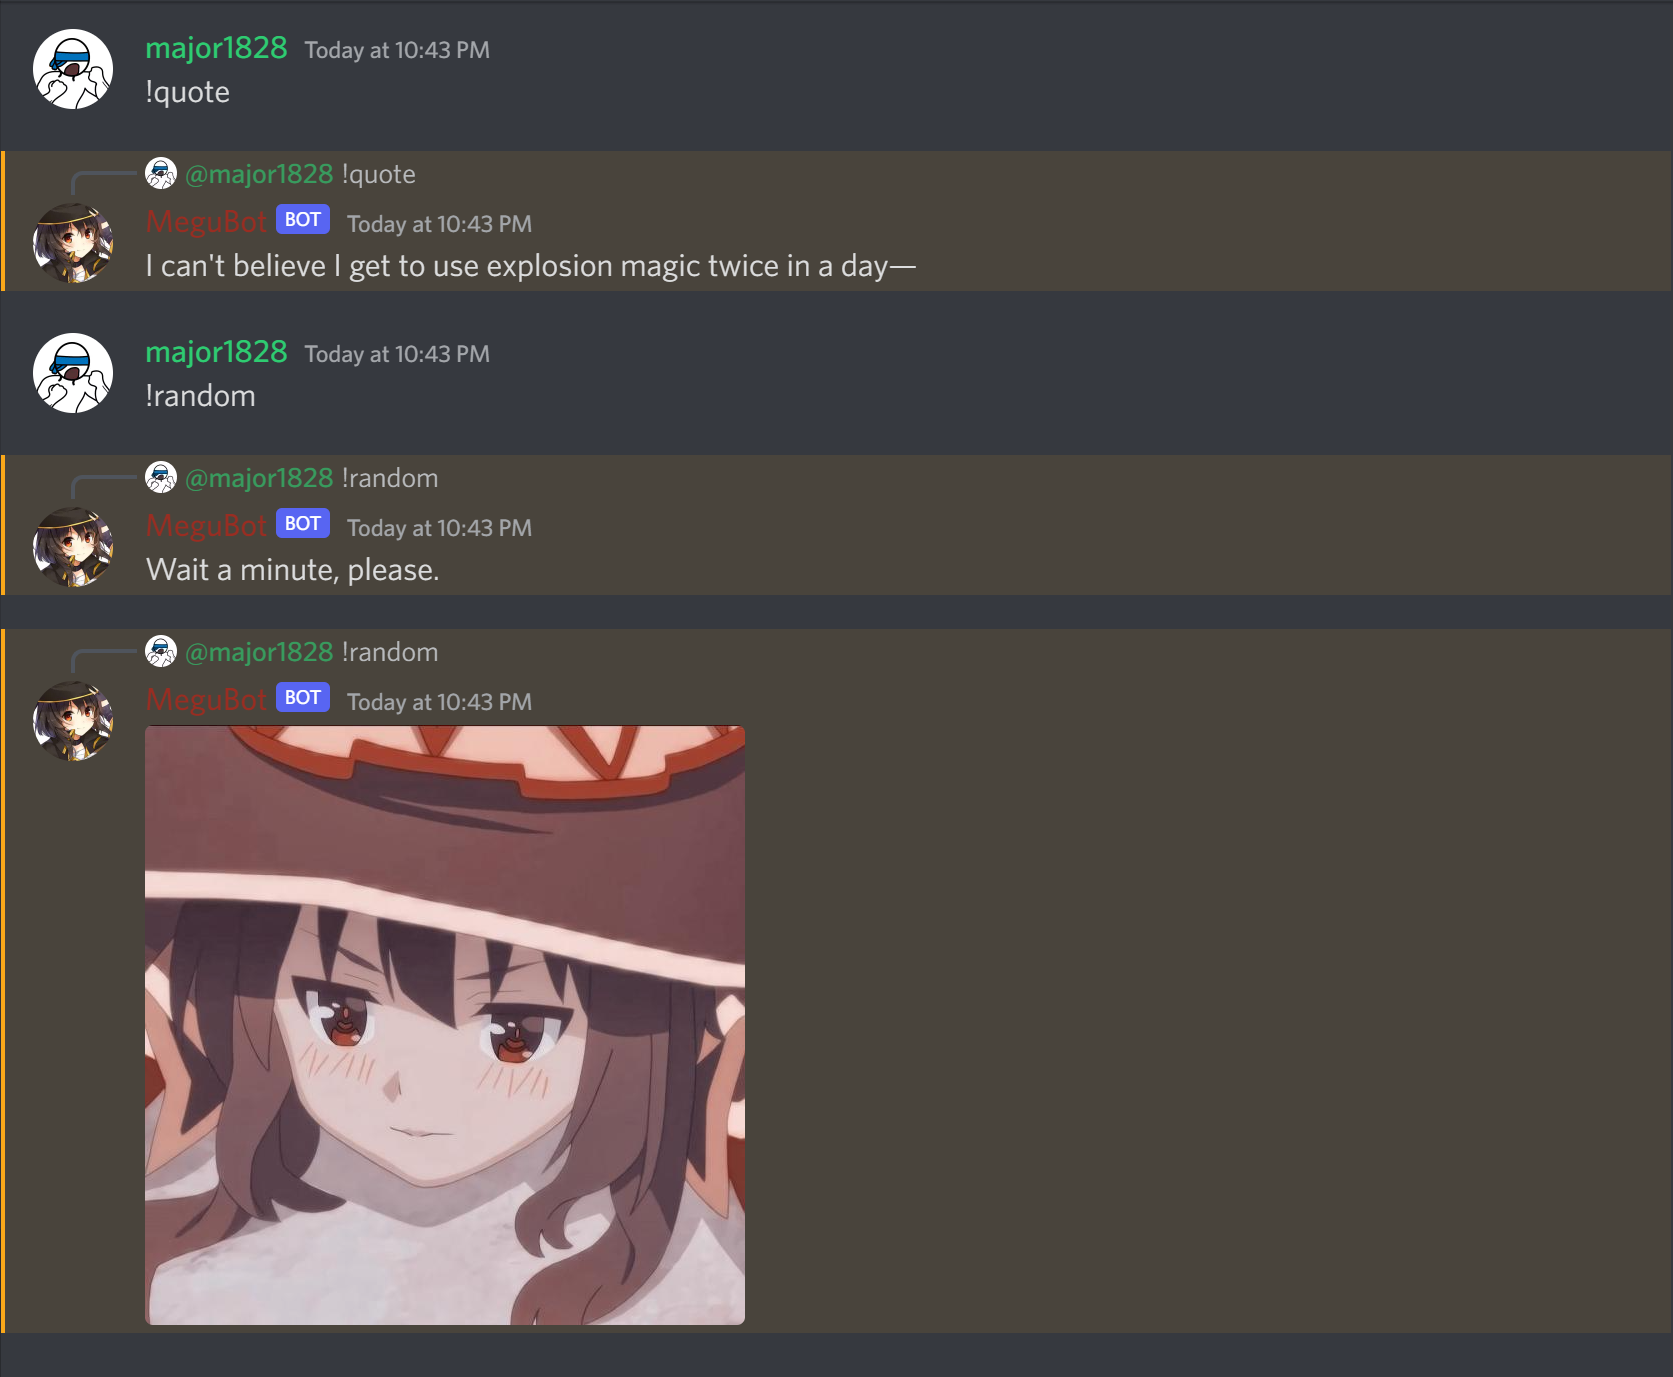 major1828 Today at 10:43 PM
!quote
@major1828 !quote
MeguBot BOT Today at 10:43 PM
I can't believe I get to use explosion magic twice in a day—
major1828 Today at 10:43 PM
!random
@major1828 !random
MeguBot BOT Today at 10:43 PM
Wait a minute, please.
@major1828 !random
MeguBot BOT Today at 10:43 PM